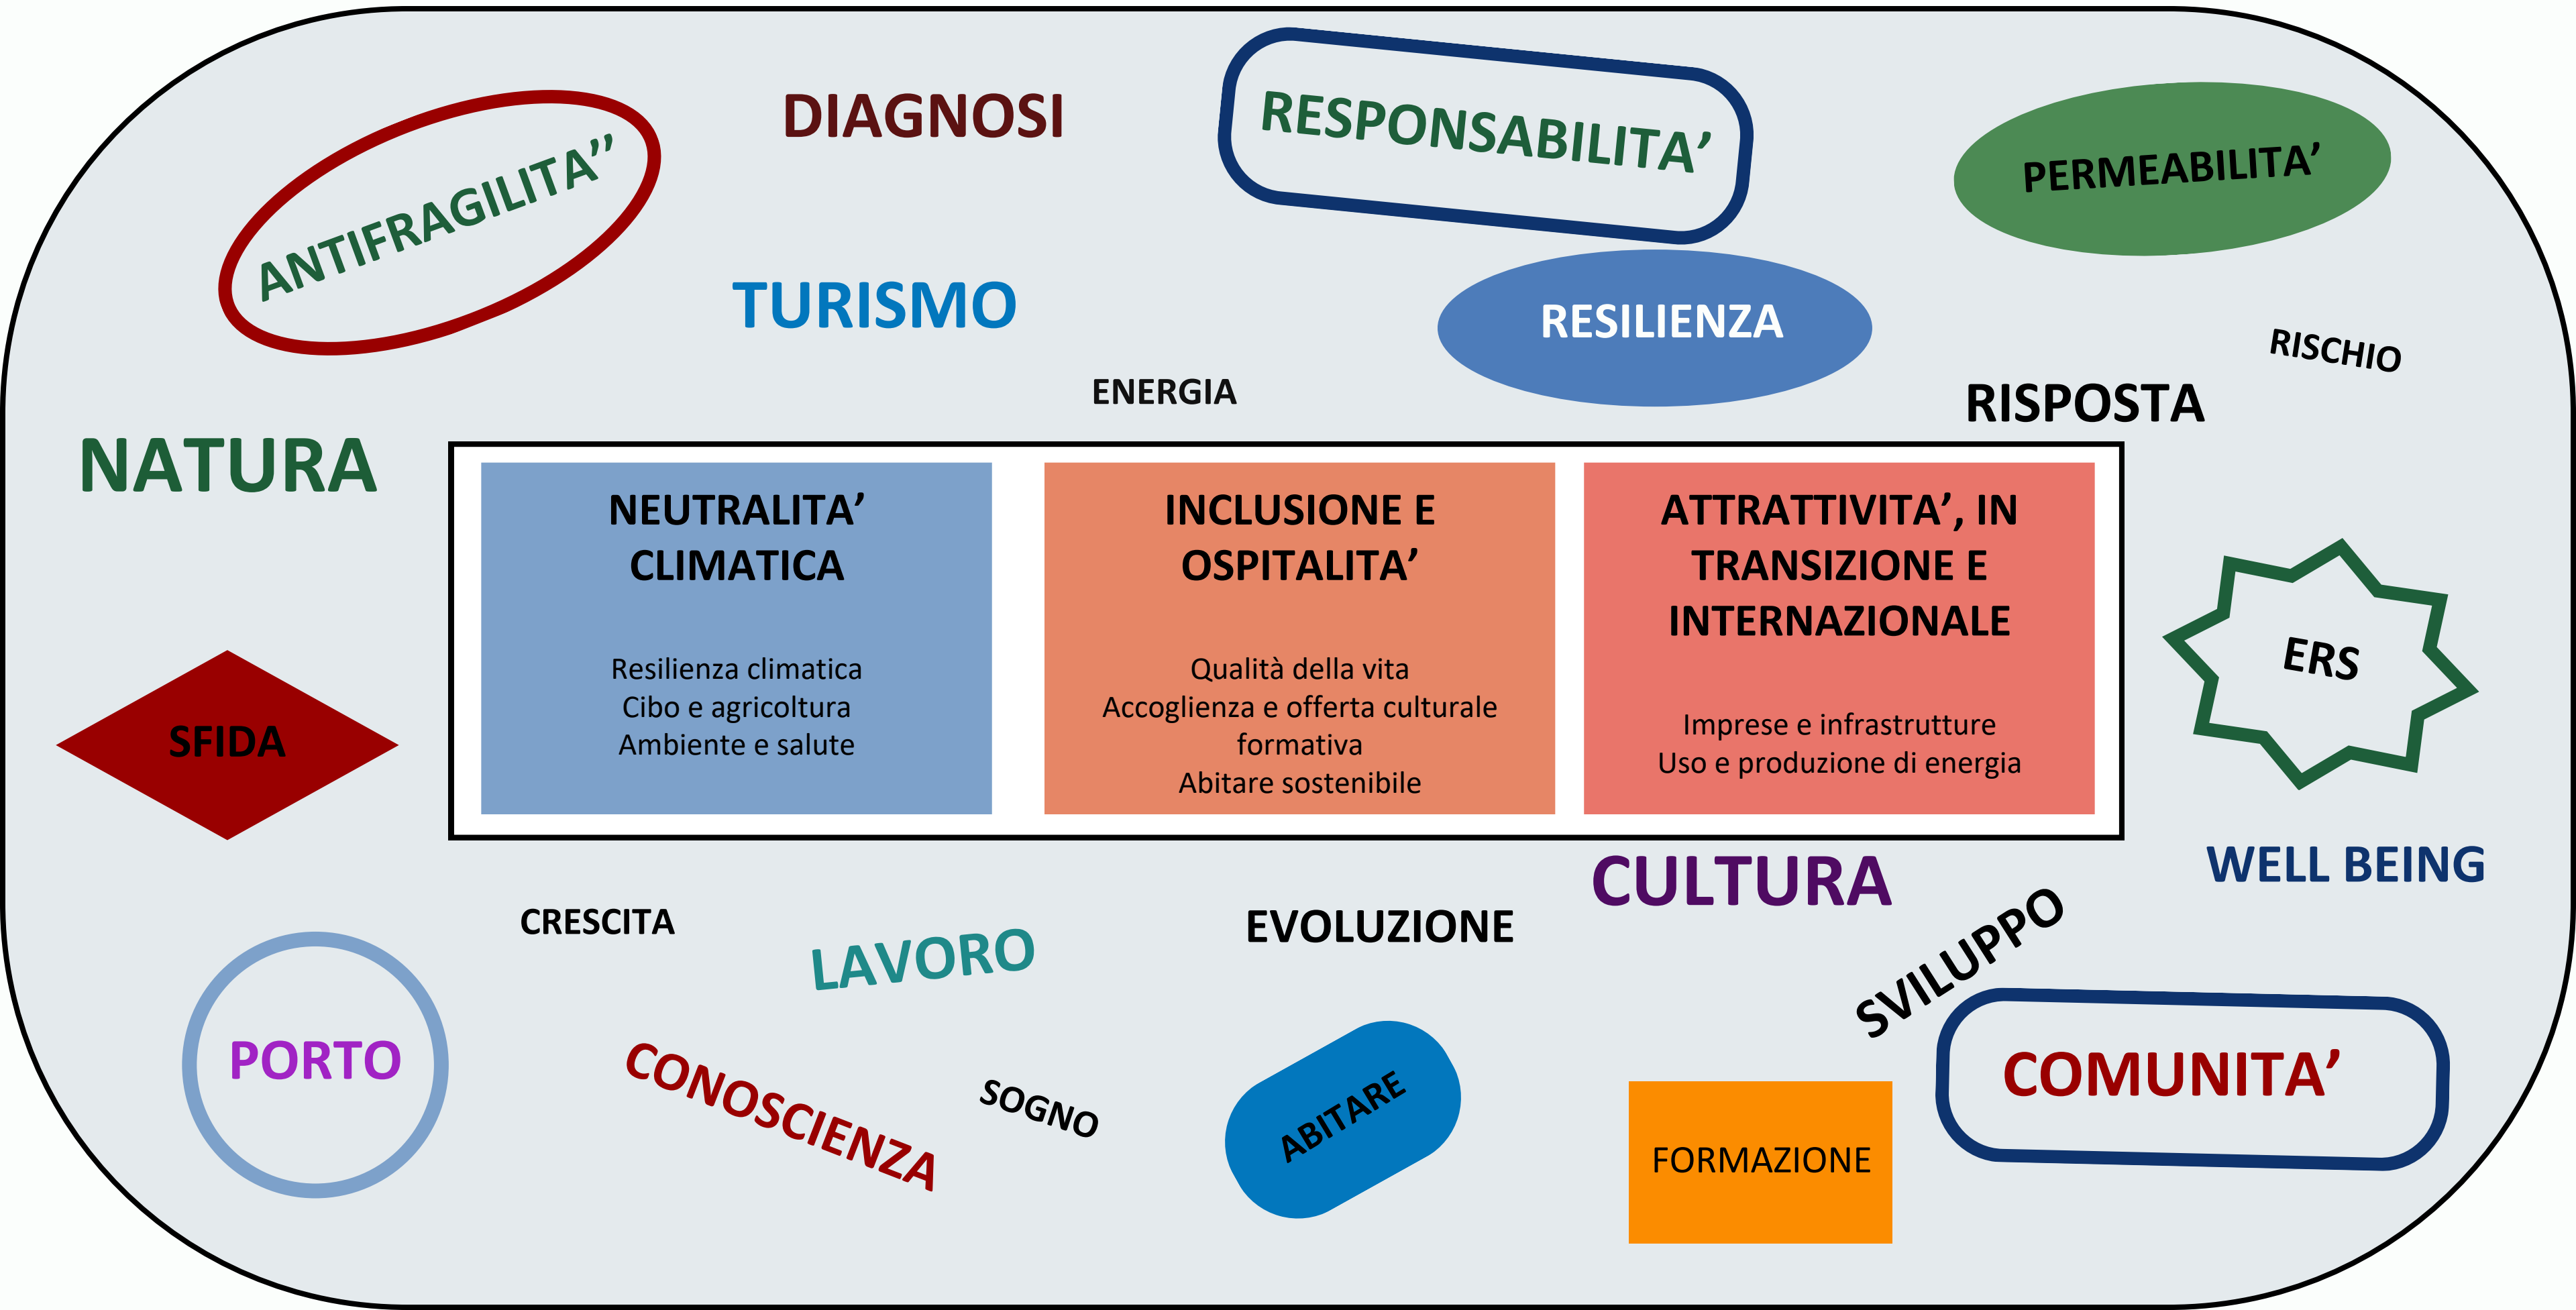 DIAGNOSI
RESPONSABILITA’
PERMEABILITA’
ANTIFRAGILITA’’
TURISMO
RESILIENZA
RISCHIO
ENERGIA
RISPOSTA
NATURA
NEUTRALITA’
CLIMATICA
Resilienza climatica
Cibo e agricoltura
Ambiente e salute
INCLUSIONE E
OSPITALITA’
Qualità della vita
Accoglienza e offerta culturale
formativa
Abitare sostenibile
ATTRATTIVITA’, IN
TRANSIZIONE E
INTERNAZIONALE
Imprese e infrastrutture
Uso e produzione di energia
ERS
SFIDA
WELL BEING
CULTURA
CRESCITA
EVOLUZIONE
LAVORO
SVILUPPO
PORTO
COMUNITA’
CONOSCIENZA
SOGNO
ABITARE
FORMAZIONE